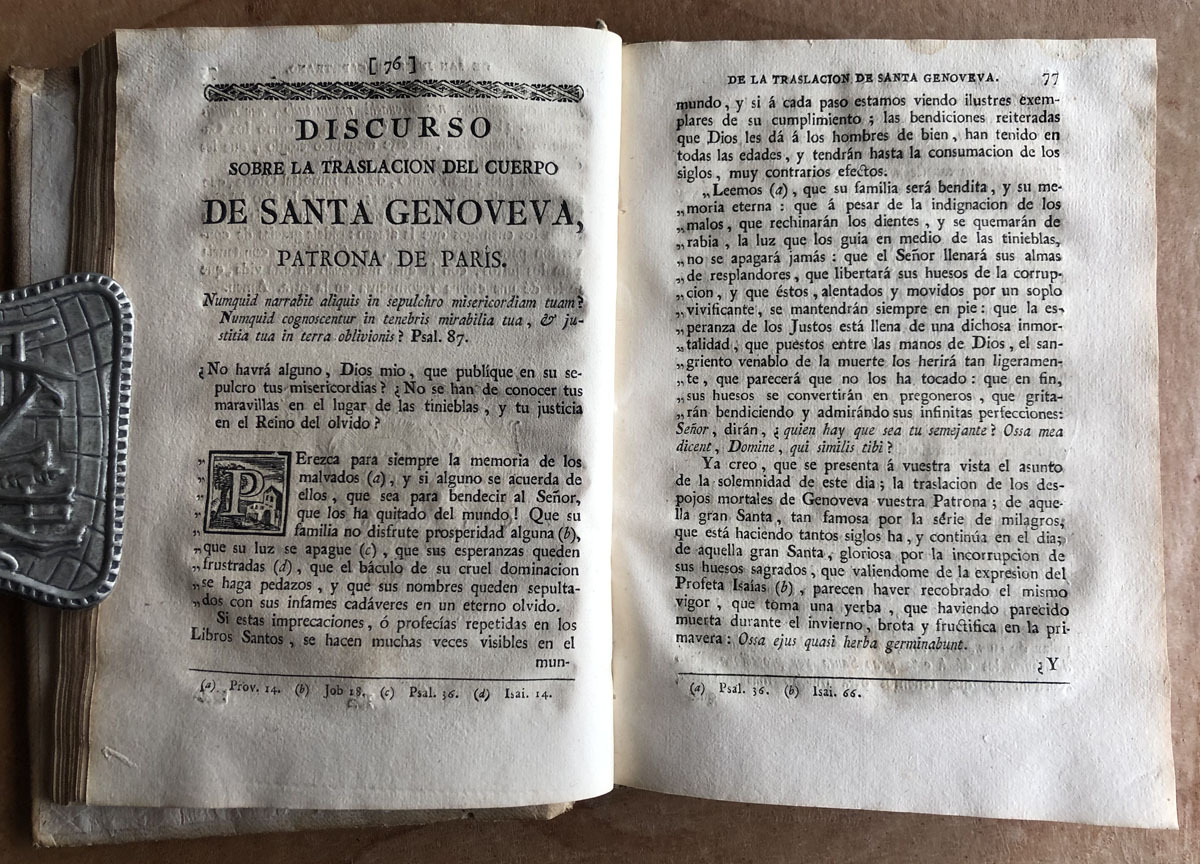 [ 76 ]
DISCURSO
SOBRE LA TRASLACION DEL CUERPO
DE SANTA GENOVEVA,
PATRONA DE PARÍS.
Numquid narrabit aliquis in sepulchro misericordiam tuam?
Numquid cognoscentur in tenebris mirabilia tua, & ju-
stitia tua in terra oblivionis? Psal. 87.
¿No havrá alguno, Dios mio, que publíque en su se-
pulcro tus misericordias? ¿No se han de conocer tus
maravillas en el lugar de las tinieblas, y tu justicia
en el Reino del olvido?
„ PErezca para siempre la memoria de los
„ malvados (a), y si alguno se acuerda de
„ ellos, que sea para bendecir al Señor,
„ que los ha quitado del mundo! Que su
„ familia no disfrute prosperidad alguna (b),
„que su luz se apague (c), que sus esperanzas queden
„frustradas (d), que el báculo de su cruel dominacion
„se haga pedazos, y que sus nombres queden sepulta-
„dos con sus infames cadáveres en un eterno olvido.
Si estas imprecaciones, ó profecías repetidas en los
Libros Santos, se hacen muchas veces visibles en el
mun-
(a) Prov. 14. (b) Job 18. (c) Psal. 36. (d) Isai. 14.
DE LA TRASLACION DE SANTA GENOVEVA. 77
mundo, y si á cada paso estamos viendo ilustres exem-
plares de su cumplimiento; las bendiciones reiteradas
que Dios les dá á los hombres de bien, han tenido en
todas las edades, y tendrán hasta la consumacion de los
siglos, muy contrarios efectos.
„Leemos (a), que su familia será bendita, y su me-
„moria eterna: que á pesar de la indignacion de los
„malos, que rechinarán los dientes, y se quemarán de
„rabia, la luz que los guia en medio de las tinieblas,
„no se apagará jamás: que el Señor llenará sus almas
„de resplandores, que libertará sus huesos de la corrup-
„cion, y que éstos, alentados y movidos por un soplo
„vivificante, se mantendrán siempre en pie: que la es-
„peranza de los Justos está llena de una dichosa inmor-
„talidad, que puestos entre las manos de Dios, el san-
„griento venablo de la muerte los herirá tan ligeramen-
„te, que parecerá que no los ha tocado: que en fin,
„sus huesos se convertirán en pregoneros, que grita-
„rán bendiciendo y admirándo sus infinitas perfecciones:
Señor, dirán, ¿quien hay que sea tu semejante? Ossa mea
dicent, Domine, qui similis tibi?
Ya creo, que se presenta á vuestra vista el asunto
de la solemnidad de este dia; la traslacion de los des-
pojos mortales de Genoveva vuestra Patrona; de aque-
lla gran Santa, tan famosa por la série de milagros,
que está haciendo tantos siglos ha, y continúa en el dia;
de aquella gran Santa, gloriosa por la incorrupcion de
sus huesos sagrados, que valiendome de la expresion del
Profeta Isaías (b), parecen haver recobrado el mismo
vigor, que toma una yerba, que haviendo parecido
muerta durante el invierno, brota y fructifica en la pri-
mavera: Ossa ejus quasi herba germinabunt.
¿Y
(a) Psal. 36. (b) Isai. 66.